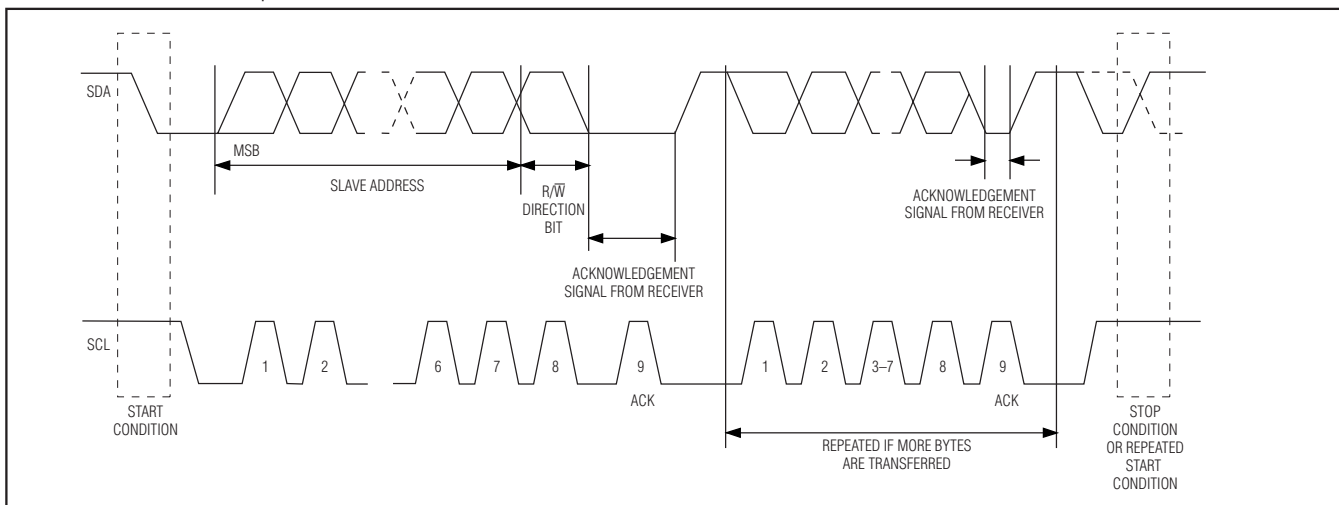 SDA
MSB
SLAVE ADDRESS
R/W̅
DIRECTION
BIT
ACKNOWLEDGEMENT
SIGNAL FROM RECEIVER
ACKNOWLEDGEMENT
SIGNAL FROM RECEIVER
SCL
1 2 6 7 8 9 1 2 3–7 8 9
ACK ACK
START
CONDITION
REPEATED IF MORE BYTES
ARE TRANSFERRED
STOP
CONDITION
OR REPEATED
START
CONDITION